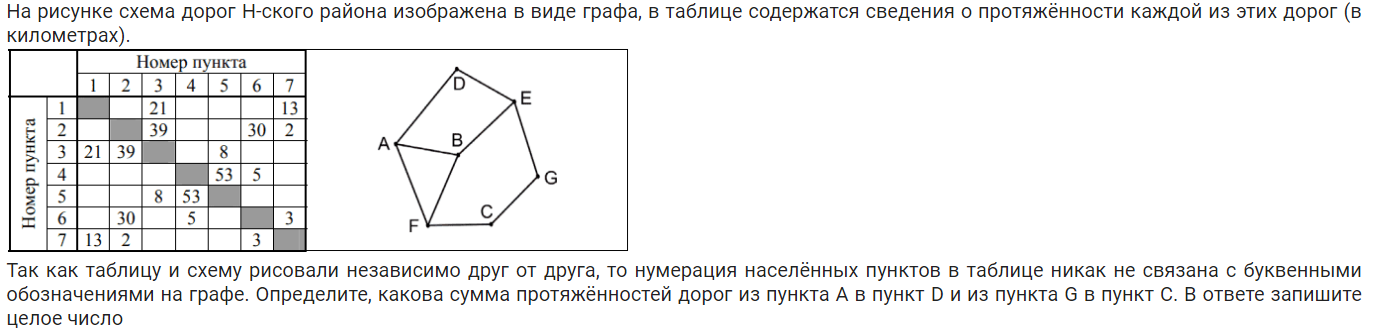 На рисунке схема дорог Н-ского района изображена в виде графа, в таблице содержатся сведения о протяжённости каждой из этих дорог (в
километрах).
Номер пункта
1 2 3 4 5 6 7
Номер пункта
1 21 13
2 39 30 2
3 21 39 8
4 53 5
5 8 53
6 30 5 3
7 13 2 3
D
E
A
B
G
C
F
Так как таблицу и схему рисовали независимо друг от друга, то нумерация населённых пунктов в таблице никак не связана с буквенными
обозначениями на графе. Определите, какова сумма протяжённостей дорог из пункта A в пункт D и из пункта G в пункт C. В ответе запишите
целое число